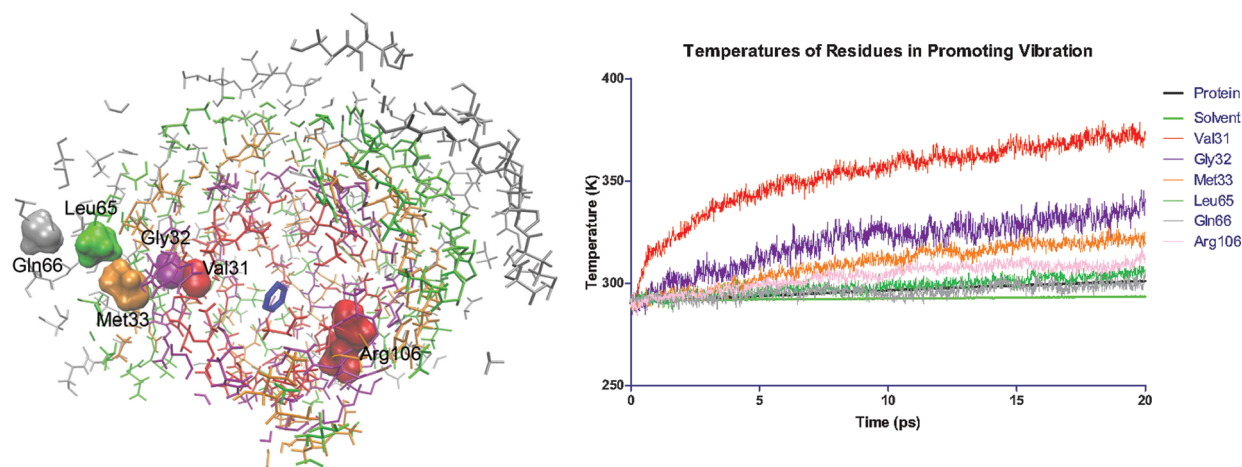 Leu65
Gly32
Gln66
Val31
Met33
Arg106
Temperatures of Residues in Promoting Vibration
400
350
300
250
Temperature (K)
0
5
10
15
20
Time (ps)
Protein
Solvent
Val31
Gly32
Met33
Leu65
Gln66
Arg106